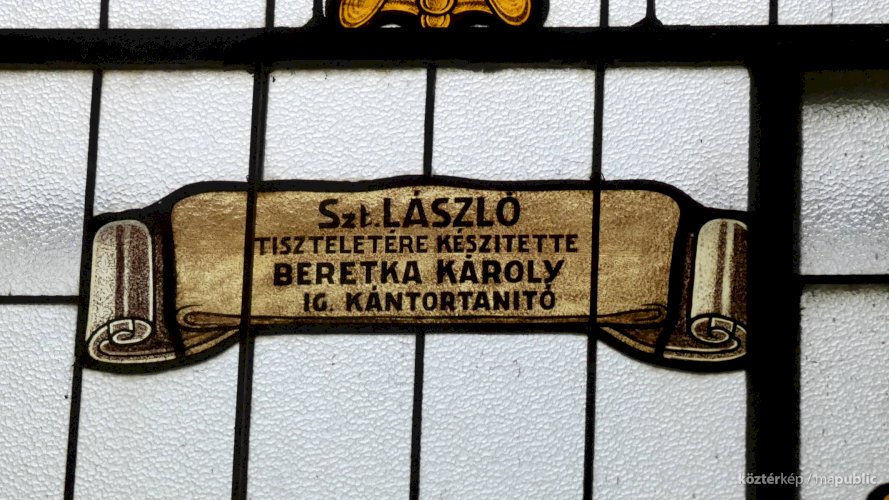 Szt. LÁSZLÓ
TISZTELETÉRE KÉSZITETTE
BERETKA KÁROLY
IG. KÁNTORTANITÓ
köztérkép / mapublic